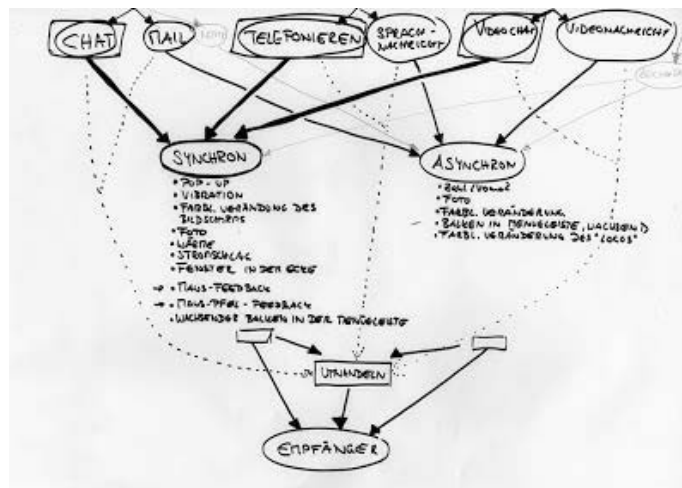 CHAT
MAIL
TELEFONIEREN
SPRACH-
NACHRICHT
VIDEOCHAT
VIDEONACHRICHT
SYNCHRON
• POP-UP
• VIBRATION
• FARBL. VERÄNDUNG DES
BILDSCHIRMS
• FOTO
• WÄRME
• STROMSCHLAG
• FENSTER IN DER ECKE
→ • MAUS-FEEDBACK
→ • MAUS-PFEIL-FEEDBACK
• WACHSENDER BALKEN IN DER MENÜLEISTE
ASYNCHRON
• FOTO
• FARBL. VERÄNDERUNG
• BALKEN IN MENUELEISTE, WACHSEND
• FARBL. VERÄNDERUNG DES "LOGOS"
UMWANDELN
EMPFÄNGER